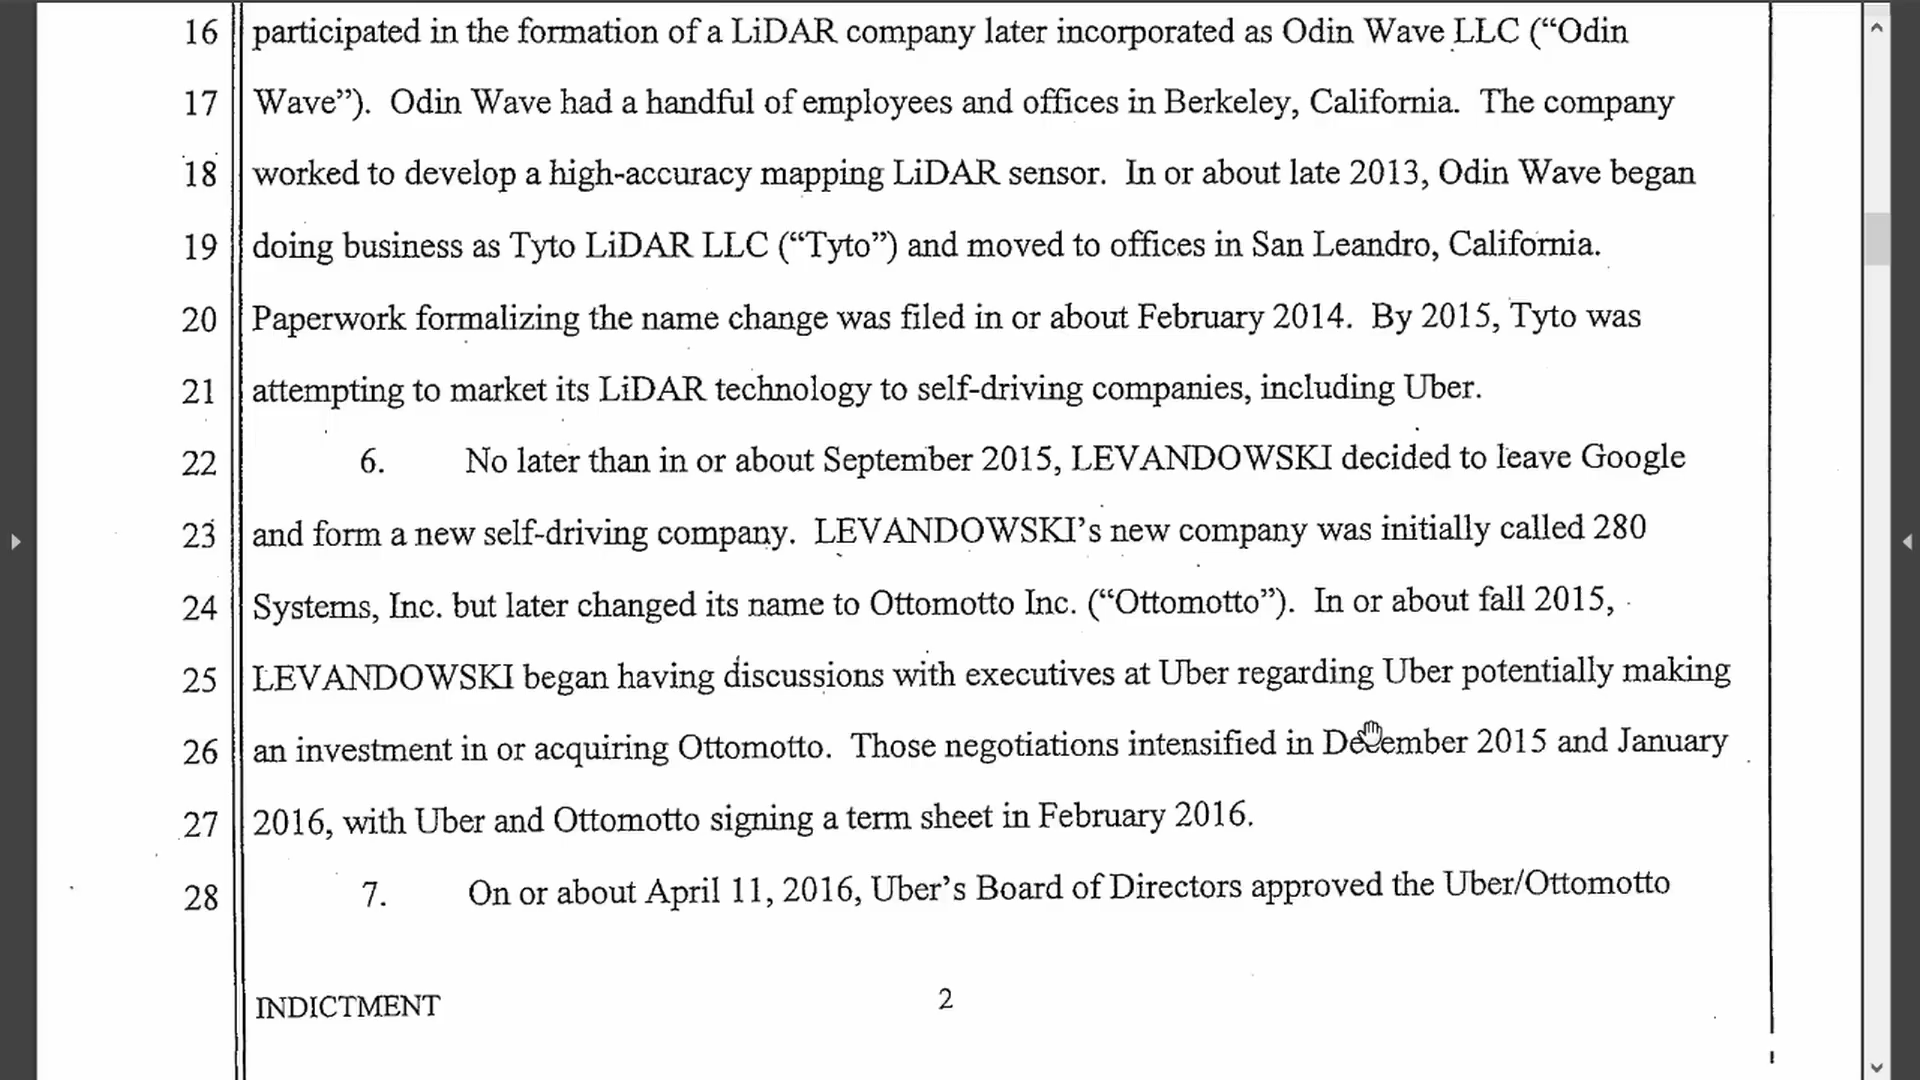 16 participated in the formation of a LiDAR company later incorporated as Odin Wave LLC (“Odin
17 Wave”). Odin Wave had a handful of employees and offices in Berkeley, California. The company
18 worked to develop a high-accuracy mapping LiDAR sensor. In or about late 2013, Odin Wave began
19 doing business as Tyto LiDAR LLC (“Tyto”) and moved to offices in San Leandro, California.
20 Paperwork formalizing the name change was filed in or about February 2014. By 2015, Tyto was
21 attempting to market its LiDAR technology to self-driving companies, including Uber.
22 6. No later than in or about September 2015, LEVANDOWSKI decided to leave Google
23 and form a new self-driving company. LEVANDOWSKI’s new company was initially called 280
24 Systems, Inc. but later changed its name to Ottomotto Inc. (“Ottomotto”). In or about fall 2015,
25 LEVANDOWSKI began having discussions with executives at Uber regarding Uber potentially making
26 an investment in or acquiring Ottomotto. Those negotiations intensified in December 2015 and January
27 2016, with Uber and Ottomotto signing a term sheet in February 2016.
28 7. On or about April 11, 2016, Uber’s Board of Directors approved the Uber/Ottomotto
INDICTMENT 2